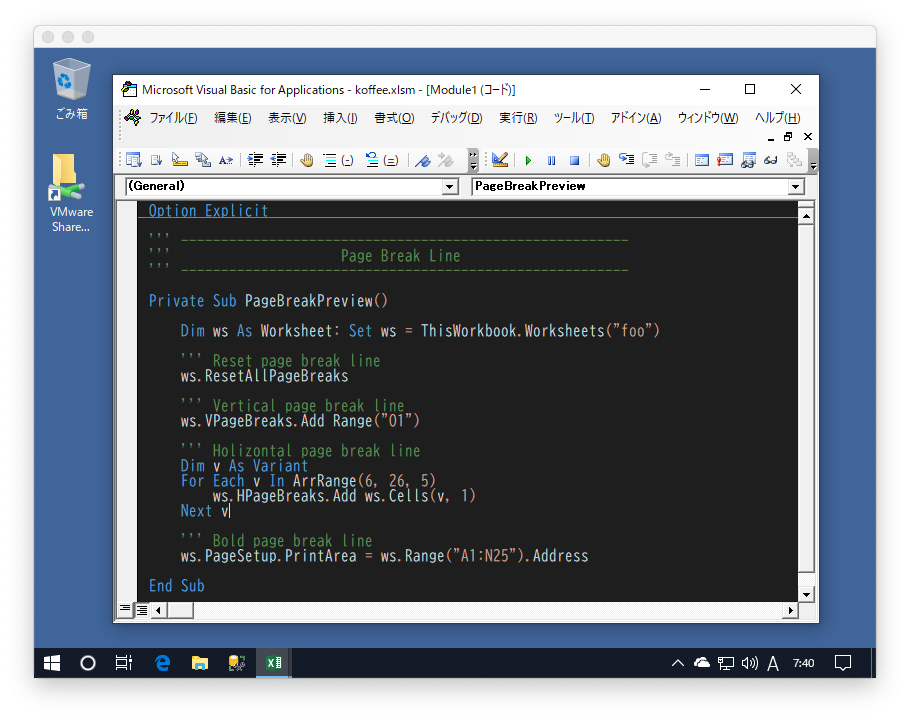 ごみ箱
VMware
Share...
Microsoft Visual Basic for Applications - koffee.xlsm - [Module1 (コード)]
ファイル(F) 編集(E) 表示(V) 挿入(I) 書式(O) デバッグ(D) 実行(R) ツール(T) アドイン(A) ウィンドウ(W) ヘルプ(H)
(General) PageBreakPreview
Option Explicit
''' --------------------------------------------------------
''' Page Break Line
''' --------------------------------------------------------
Private Sub PageBreakPreview()
Dim ws As Worksheet: Set ws = ThisWorkbook.Worksheets("foo")
''' Reset page break line
ws.ResetAllPageBreaks
''' Vertical page break line
ws.VPageBreaks.Add Range("O1")
''' Holizontal page break line
Dim v As Variant
For Each v In ArrRange(6, 26, 5)
ws.HPageBreaks.Add ws.Cells(v, 1)
Next v
''' Bold page break line
ws.PageSetup.PrintArea = ws.Range("A1:N25").Address
End Sub
A 7:40